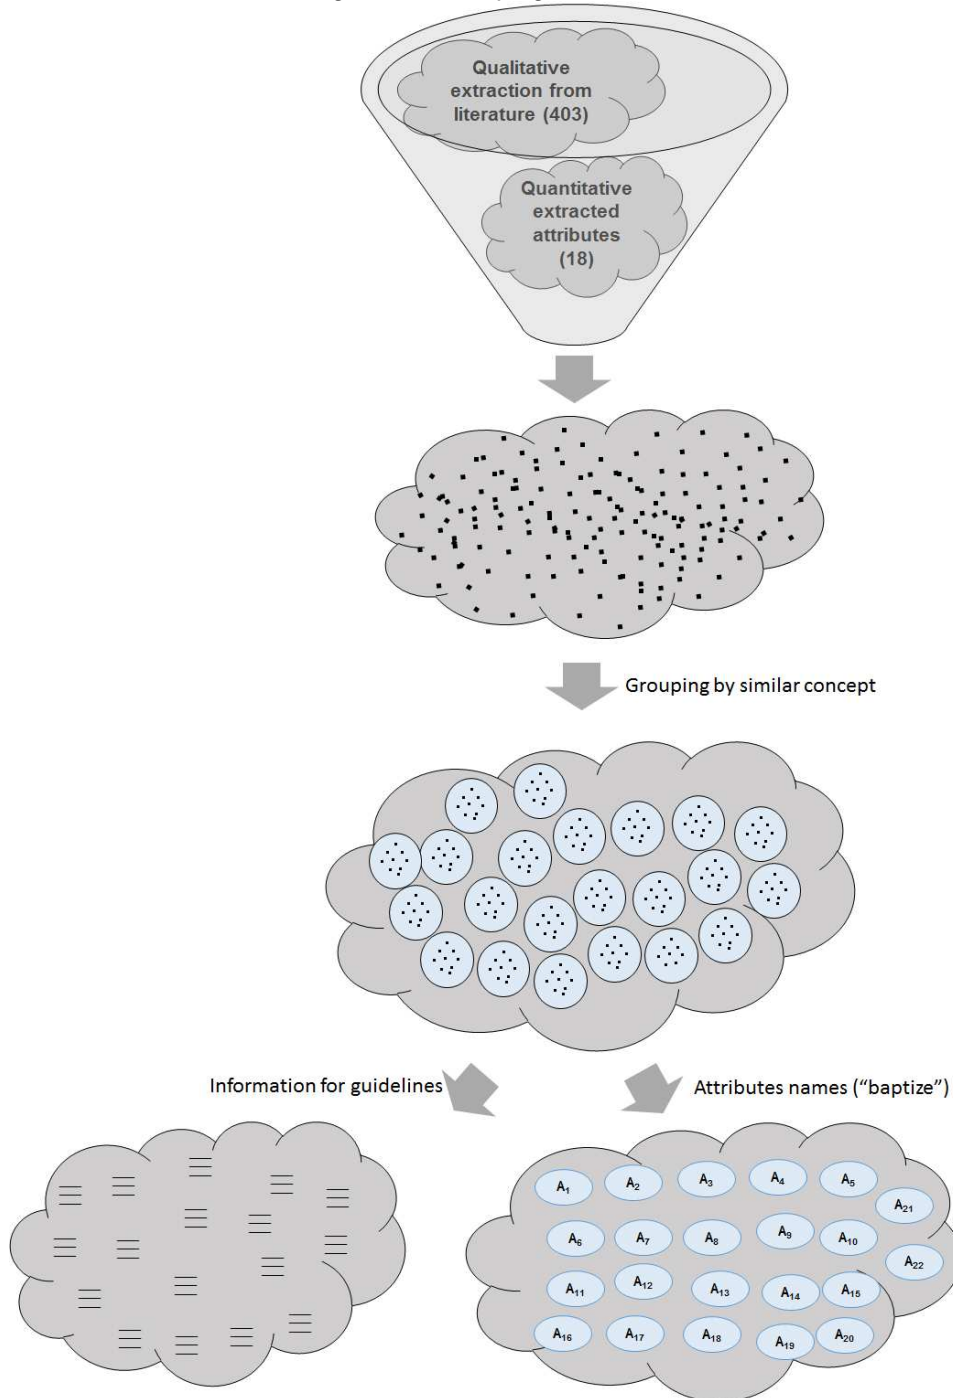 Qualitative
extraction from
literature (403)
Quantitative
extracted
attributes
(18)
Grouping by similar concept
Information for guidelines
Attributes names (“baptize”)
A1 A2 A3 A4 A5
A21
A6 A7 A8 A9 A10
A22
A11 A12 A13 A14 A15
A16 A17 A18 A19 A20